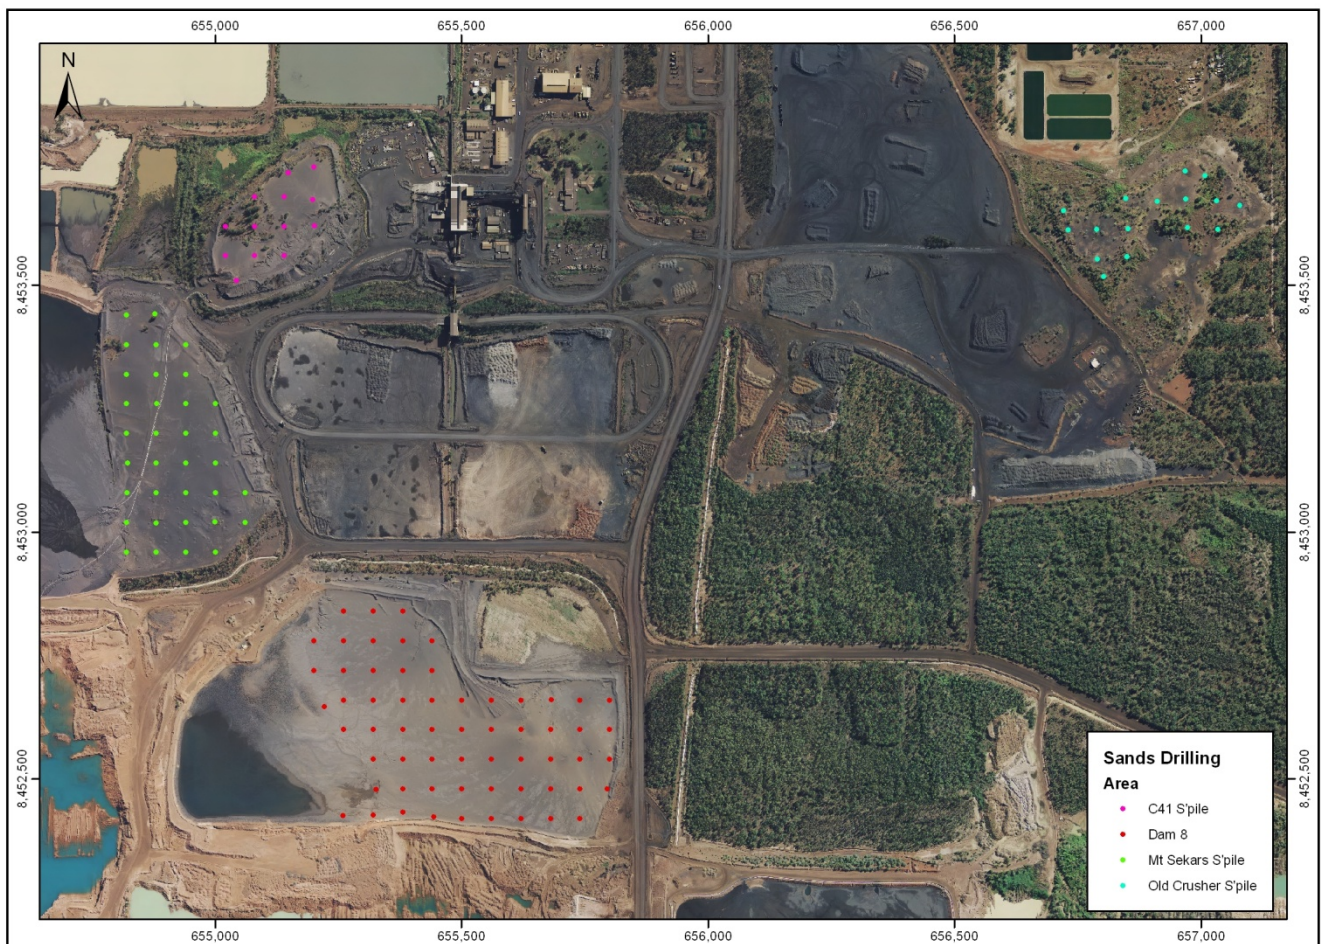 655,000 655,500 656,000 656,500 657,000
N
8,453,500 8,453,500
8,453,000 8,453,000
8,452,500 8,452,500
Sands Drilling
Area
C41 S'pile
Dam 8
Mt Sekars S'pile
Old Crusher S'pile
655,000 655,500 656,000 656,500 657,000